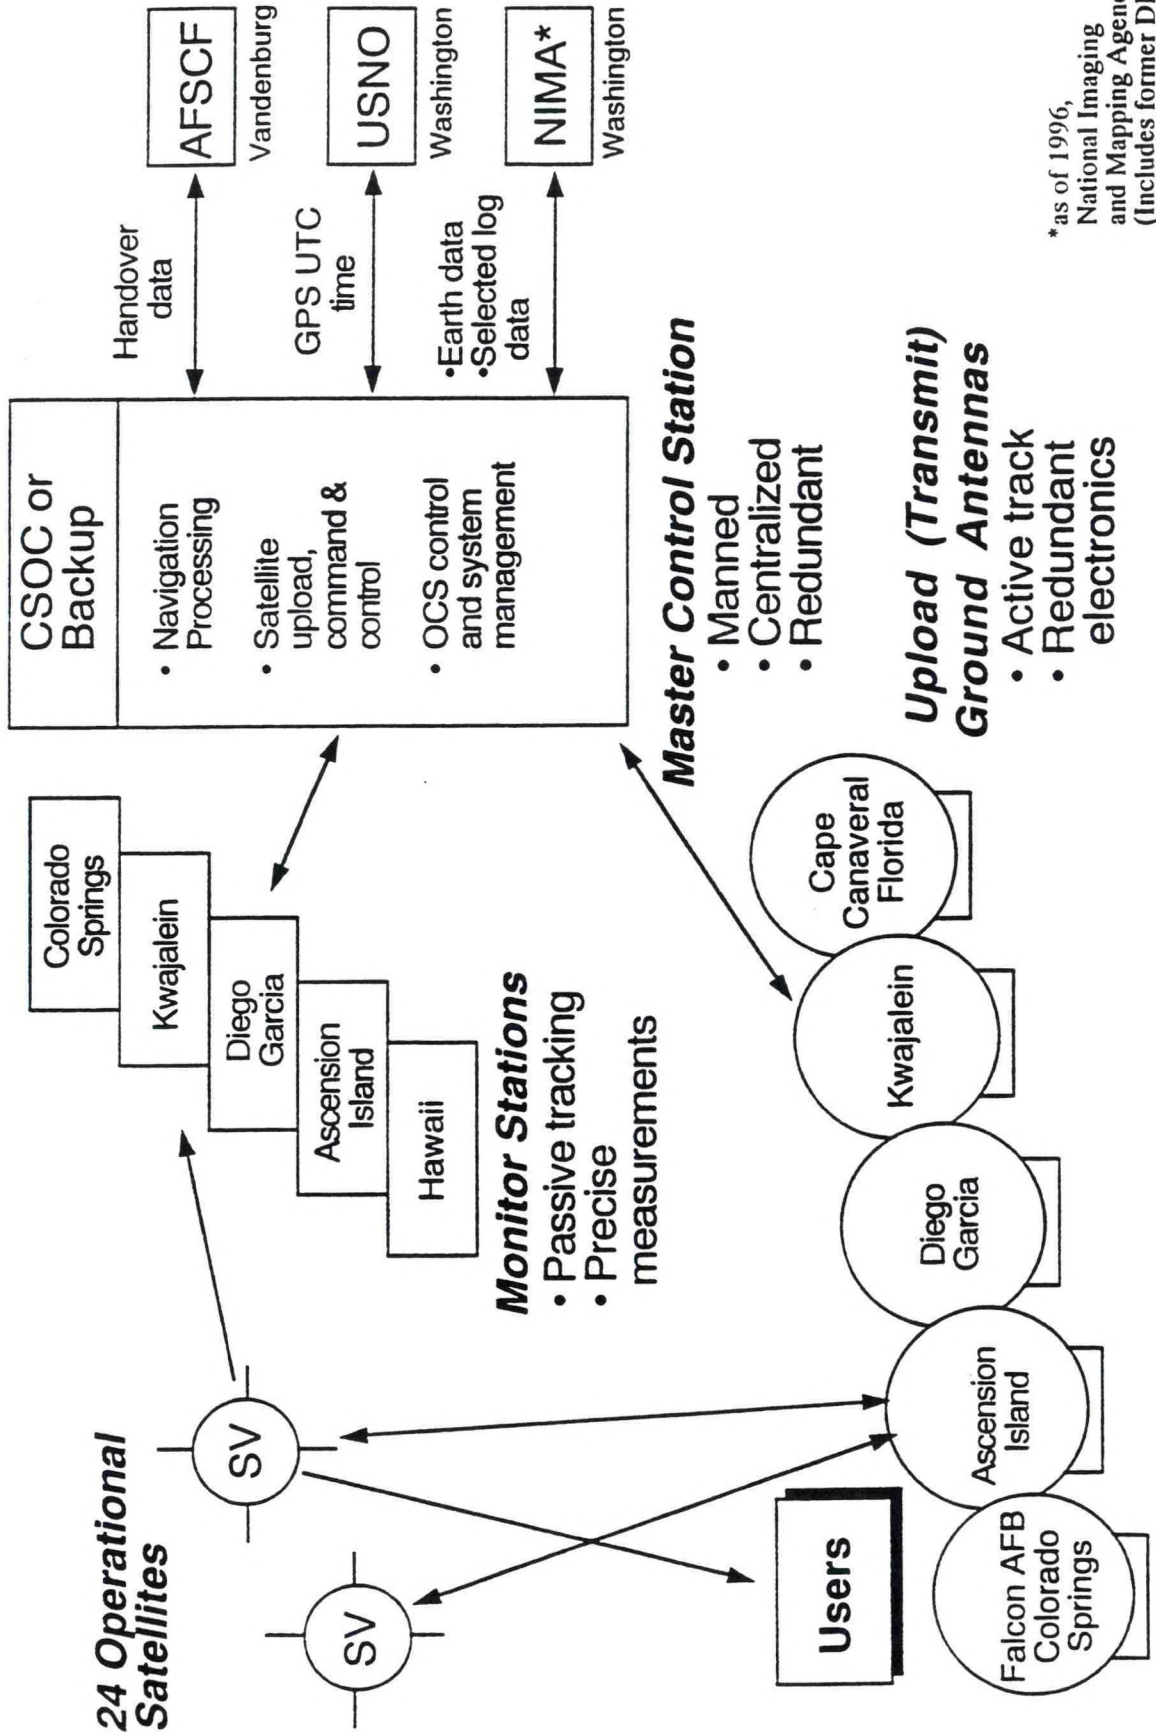 24 Operational
Satellites
SV
SV
Users
Colorado
Springs
Kwajalein
Diego
Garcia
Ascension
Island
Hawaii
Monitor Stations
• Passive tracking
• Precise
measurements
CSOC or
Backup
• Navigation
Processing
• Satellite
upload,
command &
control
• OCS control
and system
management
Master Control Station
• Manned
• Centralized
• Redundant
Handover
data
AFSCF
Vandenburg
GPS UTC
time
USNO
Washington
•Earth data
•Selected log
data
NIMA*
Washington
Falcon AFB
Colorado
Springs
Ascension
Island
Diego
Garcia
Kwajalein
Cape
Canaveral
Florida
Upload (Transmit)
Ground Antennas
• Active track
• Redundant
electronics
*as of 1996,
National Imaging
and Mapping
(Includes former